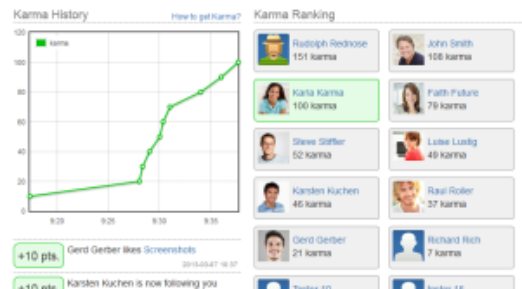 Karma History
How to get Karma?
120
karma
100
80
60
40
20
0
9:20
9:25
9:30
9:35
+10 pts.
Gerd Gerber likes Screenshots
+10 pts.
Karsten Kuchen is now following you
Karma Ranking
Rudolph Rednose
151 karma
John Smith
108 karma
Karla Karma
100 karma
Faith Future
79 karma
Steve Stiffler
52 karma
Luise Lustig
49 karma
Karsten Kuchen
46 karma
Raul Roller
37 karma
Gerd Gerber
21 karma
Richard Rich
7 karma